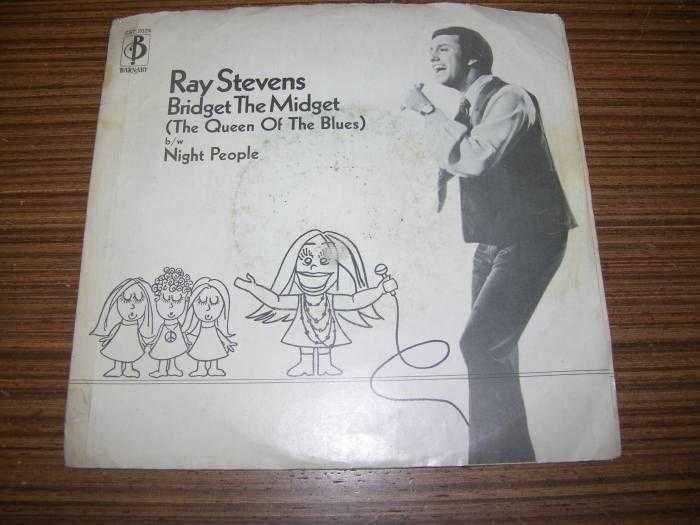 BARNABY
Ray Stevens
Bridget The Midget
(The Queen Of The Blues)
b/w
Night People